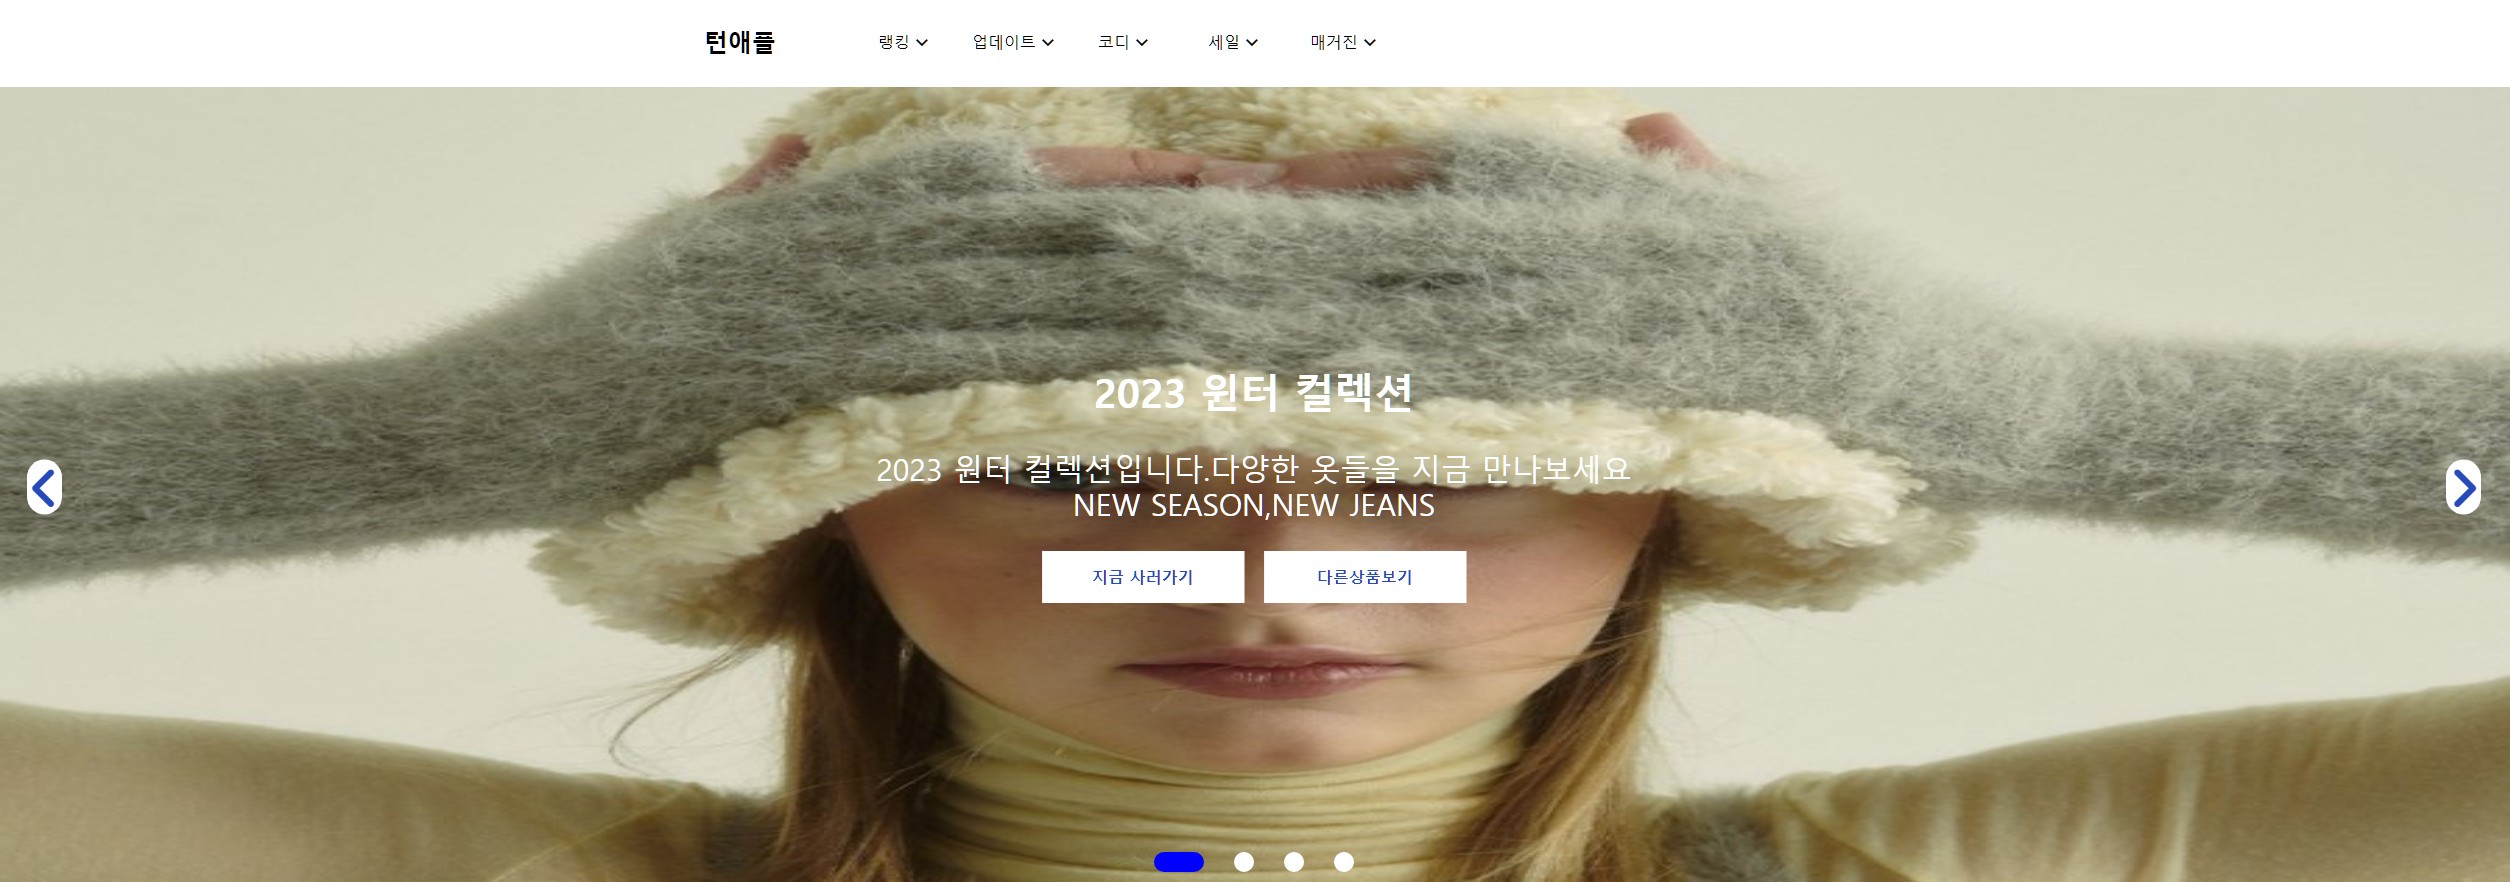 턴애플
랭킹
업데이트
코디
세일
매거진
2023 윈터 컬렉션
2023 윈터 컬렉션입니다.다양한 옷들을 지금 만나보세요
NEW SEASON,NEW JEANS
지금 사러가기
다른상품보기